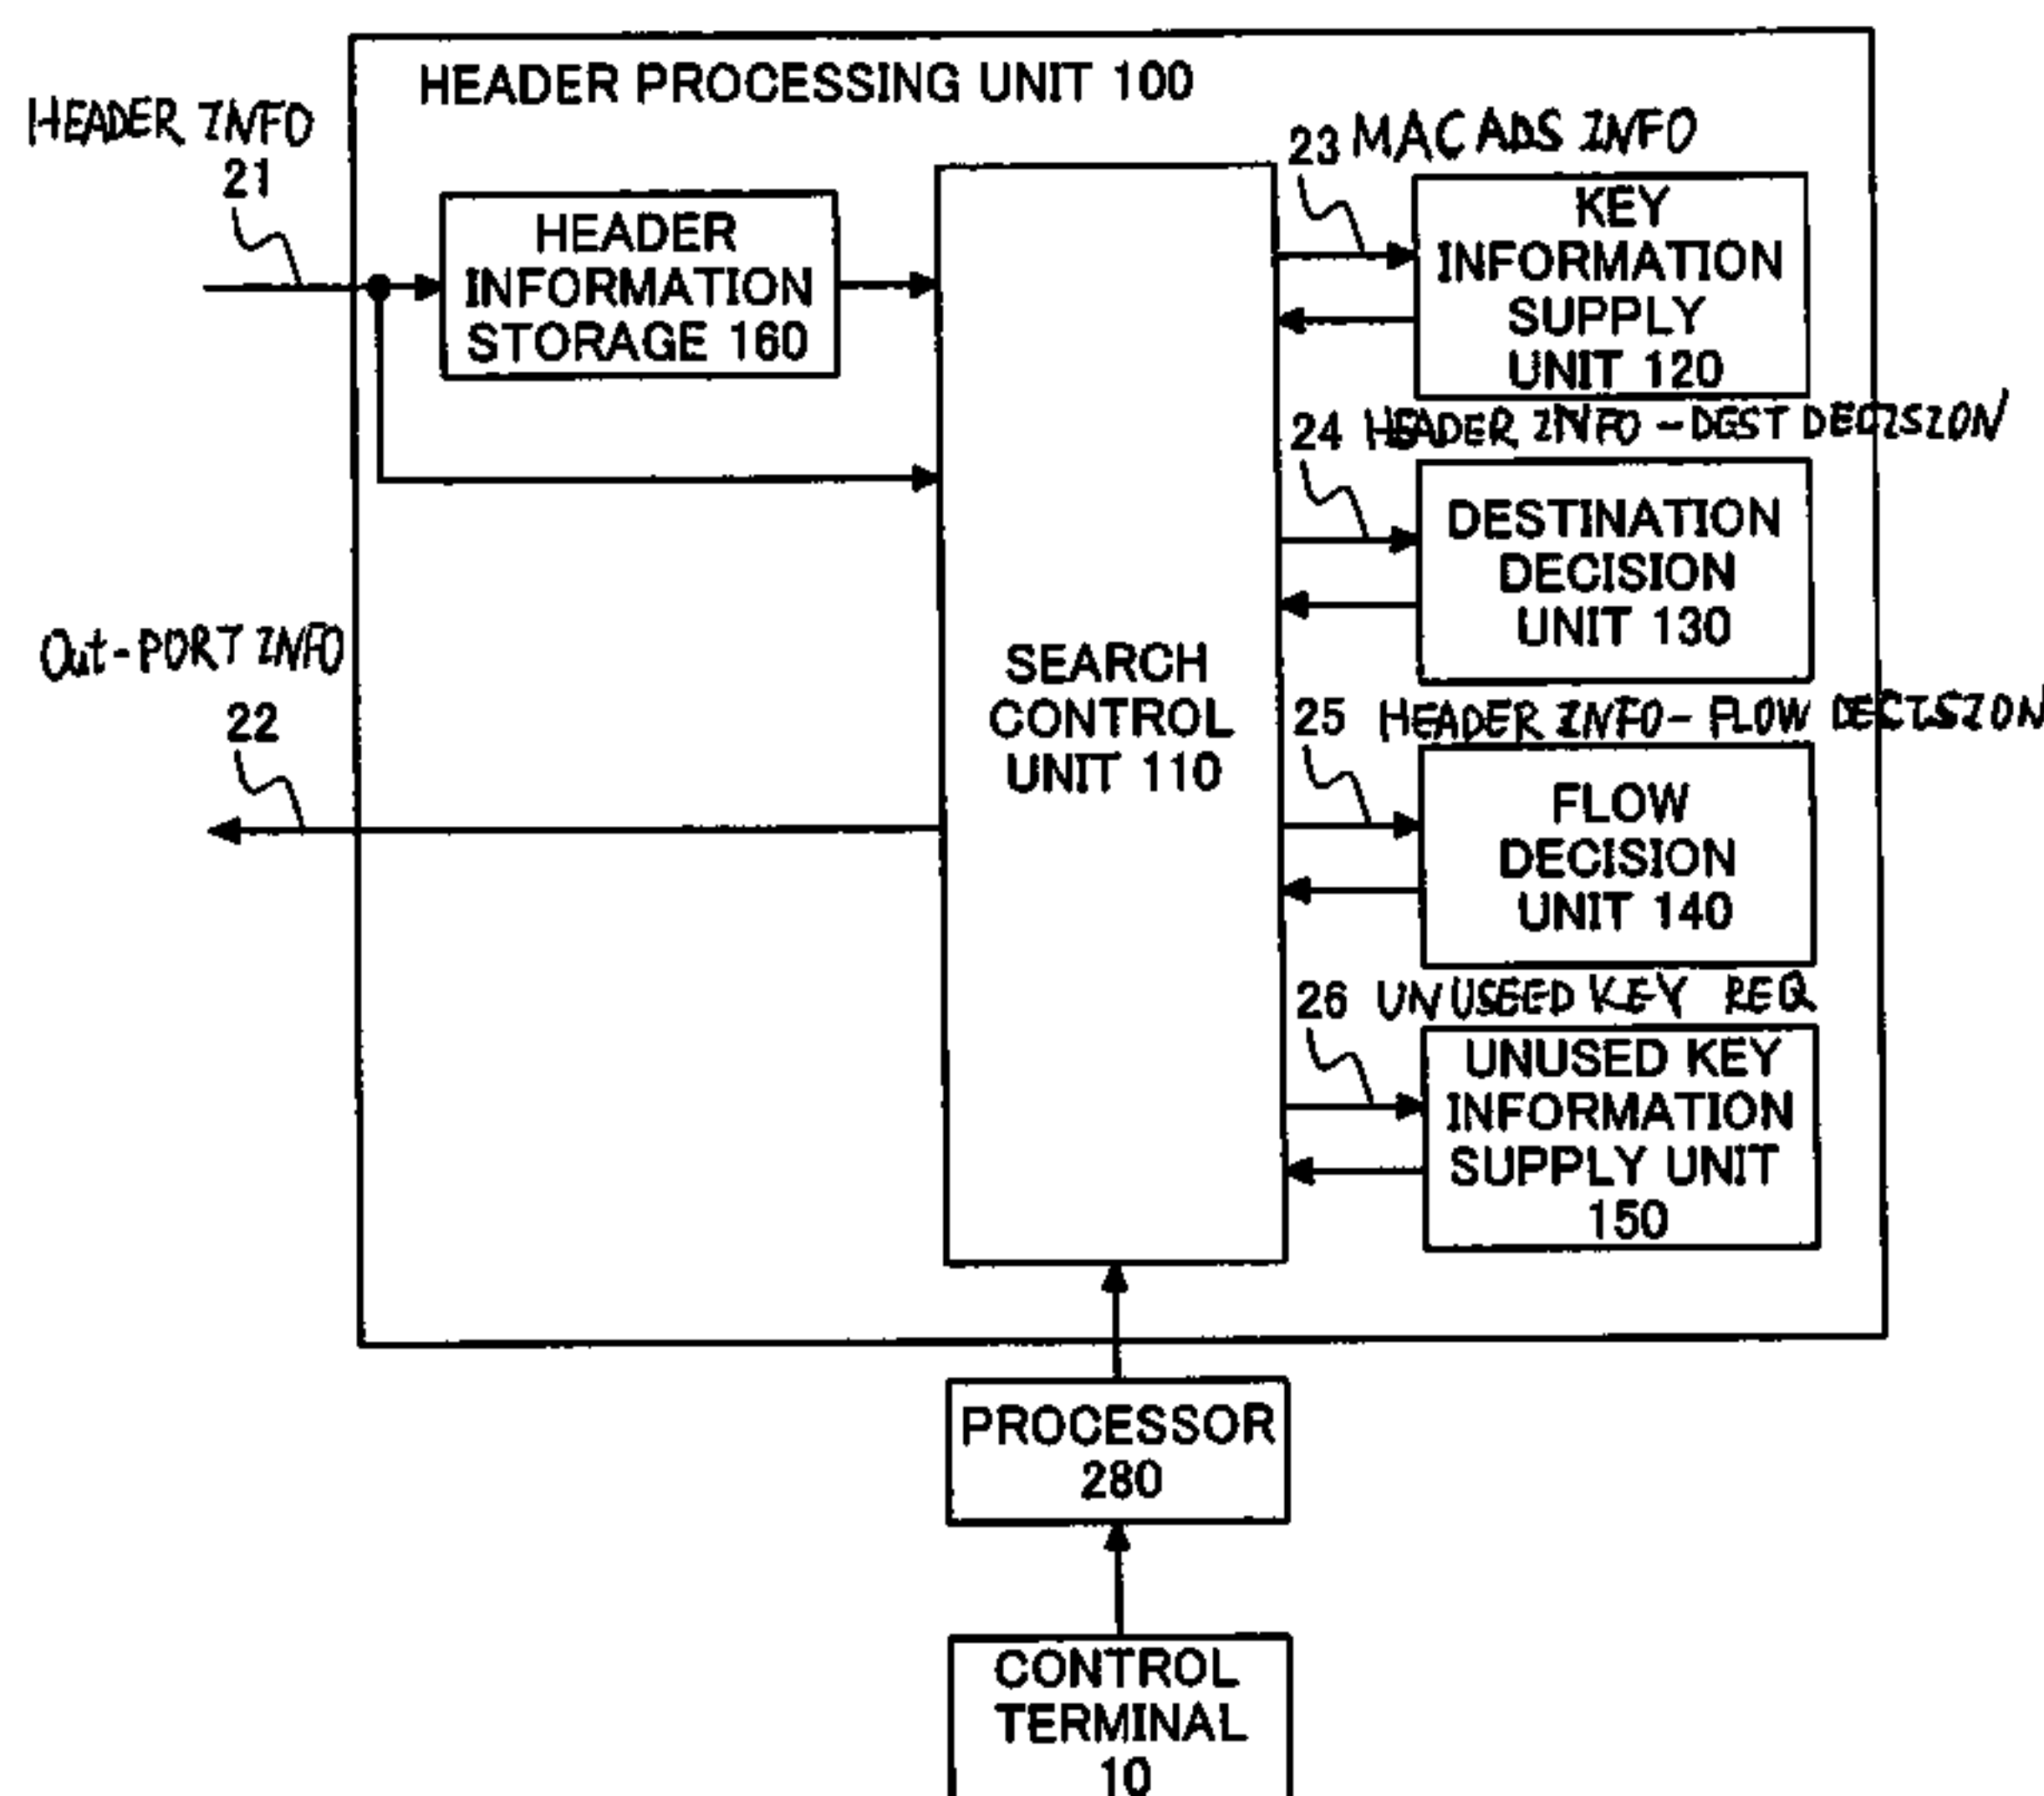 HEADER PROCESSING UNIT 100
HEADER INFO
21
HEADER
INFORMATION
STORAGE 160
23 MAC ADS INFO
KEY
INFORMATION
SUPPLY
UNIT 120
24 HEADER INFO - DGST DECISION
DESTINATION
DECISION
UNIT 130
Out-PORT INFO
22
SEARCH
CONTROL
UNIT 110
25 HEADER INFO - FLOW DECISION
FLOW
DECISION
UNIT 140
26 UNUSEED KEY REQ
UNUSED KEY
INFORMATION
SUPPLY UNIT
150
PROCESSOR
280
CONTROL
TERMINAL
10